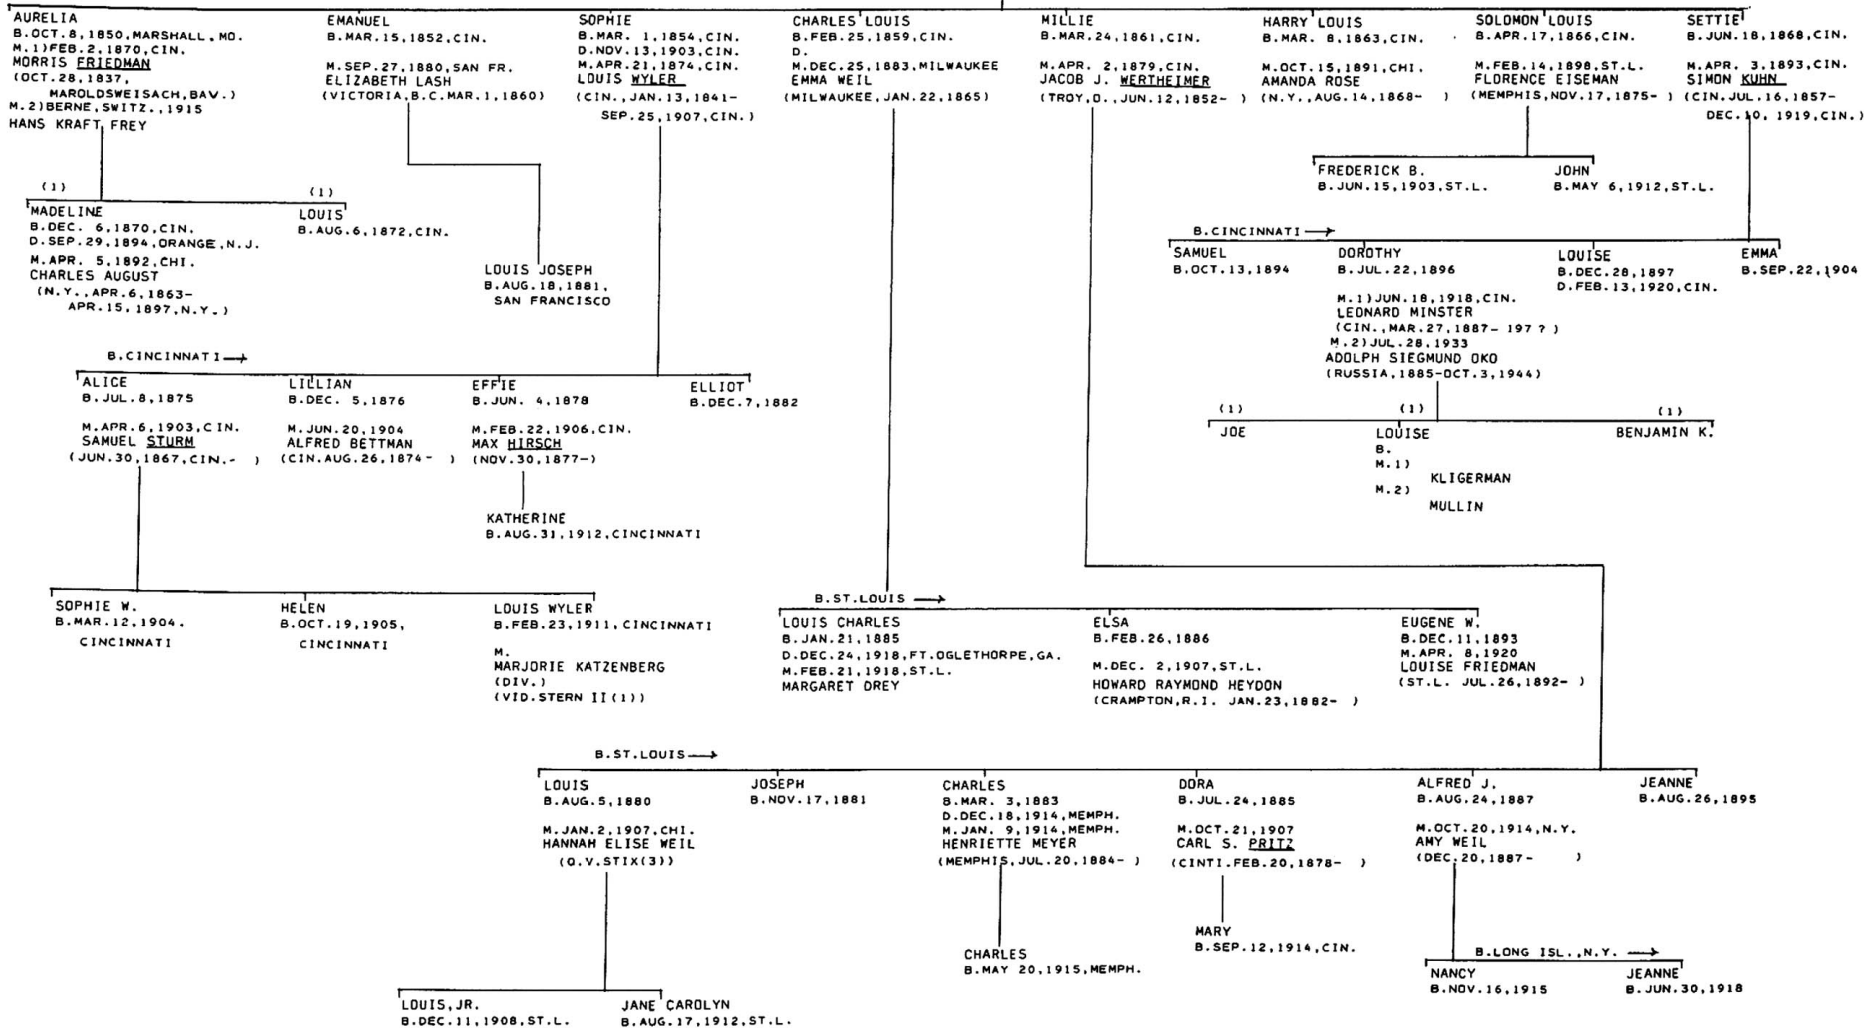 AURELIA
B.OCT.8,1850,MARSHALL,MO.
M.1)FEB.2,1870,CIN.
MORRIS FRIEDMAN
(OCT.28,1837,
MAROLDSWEISACH,BAV.)
M.2)BERNE,SWITZ.,1915
HANS KRAFT FREY
EMANUEL
B.MAR.15,1852,CIN.
M.SEP.27,1880,SAN FR.
ELIZABETH LASH
(VICTORIA,B.C.MAR.1,1860)
SOPHIE
B.MAR. 1,1854,CIN.
D.NOV.13,1903,CIN.
M.APR.21,1874,CIN.
LOUIS WYLER
(CIN.,JAN.13,1841-
SEP.25,1907,CIN.)
CHARLES LOUIS
B.FEB.25,1859,CIN.
D.
M.DEC.25,1883,MILWAUKEE
EMMA WEIL
(MILWAUKEE,JAN.22,1865)
MILLIE
B.MAR.24,1861,CIN.
M.APR. 2,1879,CIN.
JACOB J. WERTHEIMER
(TROY,O.,JUN.12,1852- )
HARRY LOUIS
B.MAR. 8,1863,CIN.
M.OCT.15,1891,CHI.
AMANDA ROSE
(N.Y.,AUG.14,1868- )
SOLOMON LOUIS
B.APR.17,1866,CIN.
M.FEB.14,1898,ST.L.
FLORENCE EISEMAN
(MEMPHIS,NOV.17,1875- )
SETTIE
B.JUN.18,1868,CIN.
M.APR. 3,1893,CIN.
SIMON KUHN
(CIN.JUL.16,1857-
DEC.10, 1919,CIN.)
FREDERICK B.
B.JUN.15,1903,ST.L.
JOHN
B.MAY 6,1912,ST.L.
(1)
MADELINE
B.DEC. 6,1870,CIN.
D.SEP.29,1894,ORANGE,N.J.
M.APR. 5,1892,CHI.
CHARLES AUGUST
(N.Y.,APR.6,1863-
APR.15,1897,N.Y.)
(1)
LOUIS
B.AUG.6,1872,CIN.
LOUIS JOSEPH
B.AUG.18,1881,
SAN FRANCISCO
B.CINCINNATI→
SAMUEL
B.OCT.13,1894
DOROTHY
B.JUL.22,1896
M.1)JUN.18,1918,CIN.
LEONARD MINSTER
(CIN.,MAR.27,1887- 197 ? )
M.2)JUL.28,1933
ADOLPH SIEGMUND OKO
(RUSSIA,1885-OCT.3,1944)
LOUISE
B.DEC.28,1897
D.FEB.13,1920,CIN.
EMMA
B.SEP.22,1904
B.CINCINNATI→
ALICE
B.JUL.8,1875
M.APR.6,1903,CIN.
SAMUEL STURM
(JUN.30,1867,CIN.- )
LILLIAN
B.DEC. 5,1876
M.JUN.20,1904
ALFRED BETTMAN
(CIN.AUG.26,1874- )
EFFIE
B.JUN. 4,1878
M.FEB.22,1906,CIN.
MAX HIRSCH
(NOV.30,1877-)
ELLIOT
B.DEC.7,1882
(1)
JOE
(1)
LOUISE
B.
M.1)
KLIGERMAN
M.2)
MULLIN
(1)
BENJAMIN K.
KATHERINE
B.AUG.31,1912,CINCINNATI
SOPHIE W.
B.MAR.12,1904.
CINCINNATI
HELEN
B.OCT.19,1905,
CINCINNATI
LOUIS WYLER
B.FEB.23,1911,CINCINNATI
M.
MARJORIE KATZENBERG
(DIV.)
(VID.STERN II(1))
B.ST.LOUIS →
LOUIS CHARLES
B.JAN.21,1885
D.DEC.24,1918,FT.OGLETHORPE,GA.
M.FEB.21,1918,ST.L.
MARGARET DREY
ELSA
B.FEB.26,1886
M.DEC. 2,1907,ST.L.
HOWARD RAYMOND HEYDON
(CRAMPTON,R.I. JAN.23,1882- )
EUGENE W.
B.DEC.11,1893
M.APR. 8,1920
LOUISE FRIEDMAN
(ST.L. JUL.26,1892- )
B.ST.LOUIS→
LOUIS
B.AUG.5,1880
M.JAN.2,1907,CHI.
HANNAH ELISE WEIL
(Q.V.STIX(3))
JOSEPH
B.NOV.17,1881
CHARLES
B.MAR. 3,1883
D.DEC.18,1914,MEMPH.
M.JAN. 9,1914,MEMPH.
HENRIETTE MEYER
(MEMPHIS,JUL.20,1884- )
DORA
B.JUL.24,1885
M.OCT.21,1907
CARL S. PRITZ
(CINTI.FEB.20,1878- )
ALFRED J.
B.AUG.24,1887
M.OCT.20,1914,N.Y.
AMY WEIL
(DEC.20,1887- )
JEANNE
B.AUG.26,1895
CHARLES
B.MAY 20,1915,MEMPH.
MARY
B.SEP.12,1914,CIN.
B.LONG ISL.,N.Y. →
NANCY
B.NOV.16,1915
JEANNE
B.JUN.30,1918
LOUIS,JR.
B.DEC.11,1908,ST.L.
JANE CAROLYN
B.AUG.17,1912,ST.L.